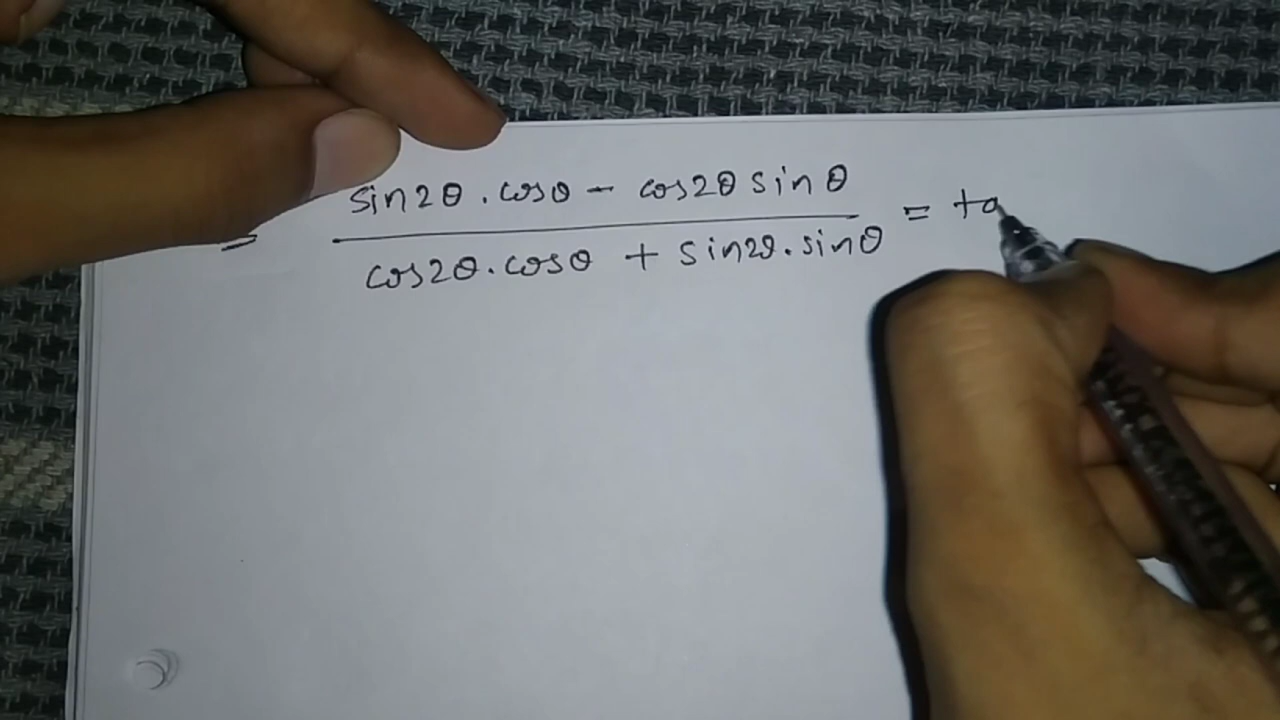 = sin2θ . cosθ - cos2θ sinθ = ta
cos2θ.cosθ + sin2θ.sinθ